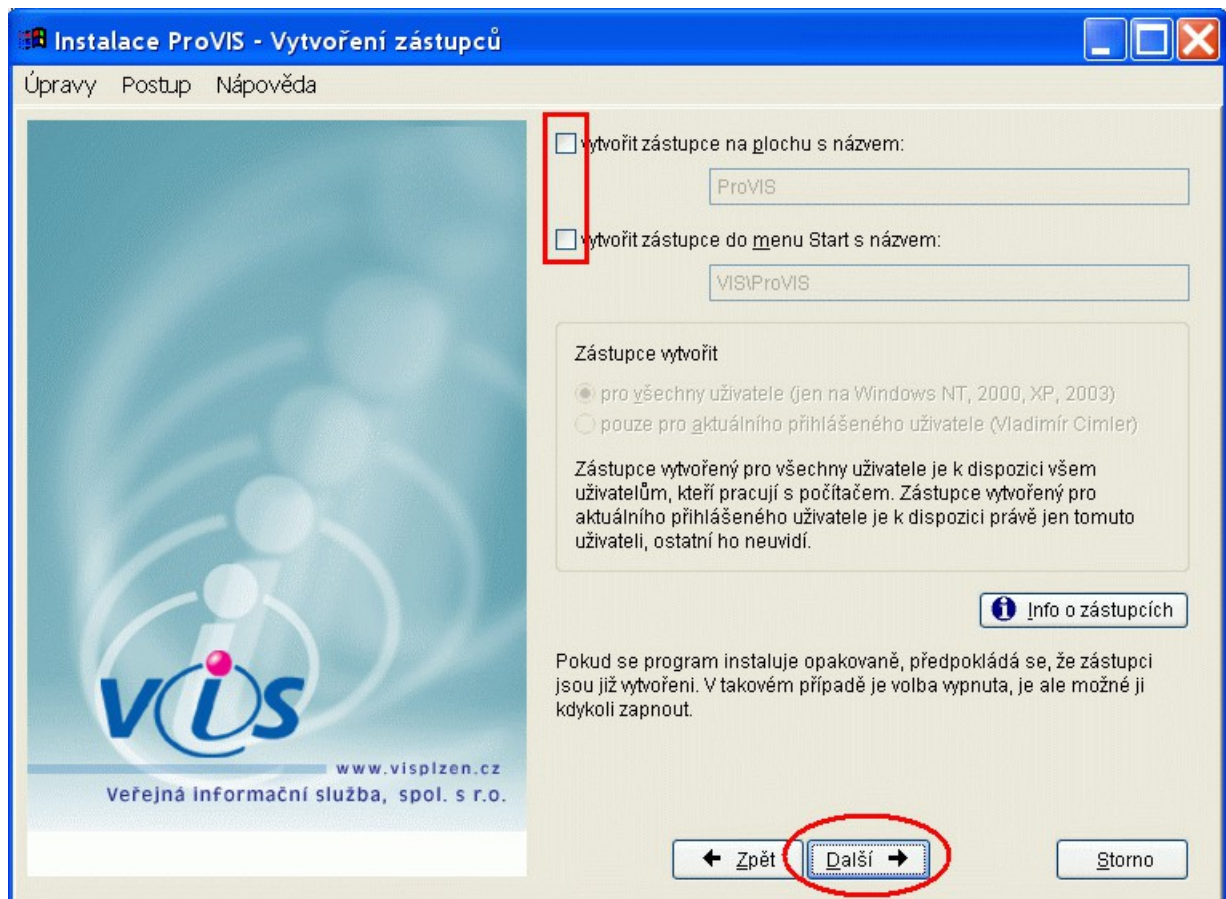 Instalace ProVIS - Vytvoření zástupců
Úpravy Postup Nápověda
vytvořit zástupce na plochu s názvem:
ProVIS
vytvořit zástupce do menu Start s názvem:
VIS\ProVIS
Zástupce vytvořit
pro všechny uživatele (jen na Windows NT, 2000, XP, 2003)
pouze pro aktuálního přihlášeného uživatele (Vladimír Cimler)
Zástupce vytvořený pro všechny uživatele je k dispozici všem
uživatelům, kteří pracují s počítačem. Zástupce vytvořený pro
aktuálního přihlášeného uživatele je k dispozici právě jen tomuto
uživateli, ostatní ho neuvidí.
Info o zástupcích
Pokud se program instaluje opakovaně, předpokládá se, že zástupci
jsou již vytvořeni. V takovém případě je volba vypnuta, je ale možné ji
kdykoli zapnout.
vis
www.visplzen.cz
Veřejná informační služba, spol. s r.o.
Zpět Další Storno